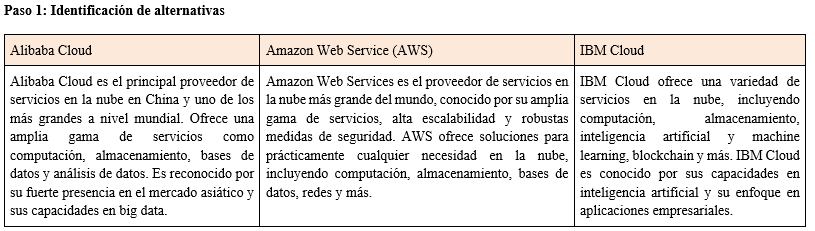 Paso 1: Identificación de alternativas
Alibaba Cloud
Amazon Web Service (AWS)
IBM Cloud
Alibaba Cloud es el principal proveedor de
servicios en la nube en China y uno de los
más grandes a nivel mundial. Ofrece una
amplia gama de servicios como
computación, almacenamiento, bases de
datos y análisis de datos. Es reconocido por
su fuerte presencia en el mercado asiático y
sus capacidades en big data.
Amazon Web Services es el proveedor de servicios en
la nube más grande del mundo, conocido por su amplia
gama de servicios, alta escalabilidad y robustas
medidas de seguridad. AWS ofrece soluciones para
prácticamente cualquier necesidad en la nube,
incluyendo computación, almacenamiento, bases de
datos, redes y más.
IBM Cloud ofrece una variedad de
servicios en la nube, incluyendo
computación, almacenamiento,
inteligencia artificial y machine
learning, blockchain y más. IBM Cloud
es conocido por sus capacidades en
inteligencia artificial y su enfoque en
aplicaciones empresariales.